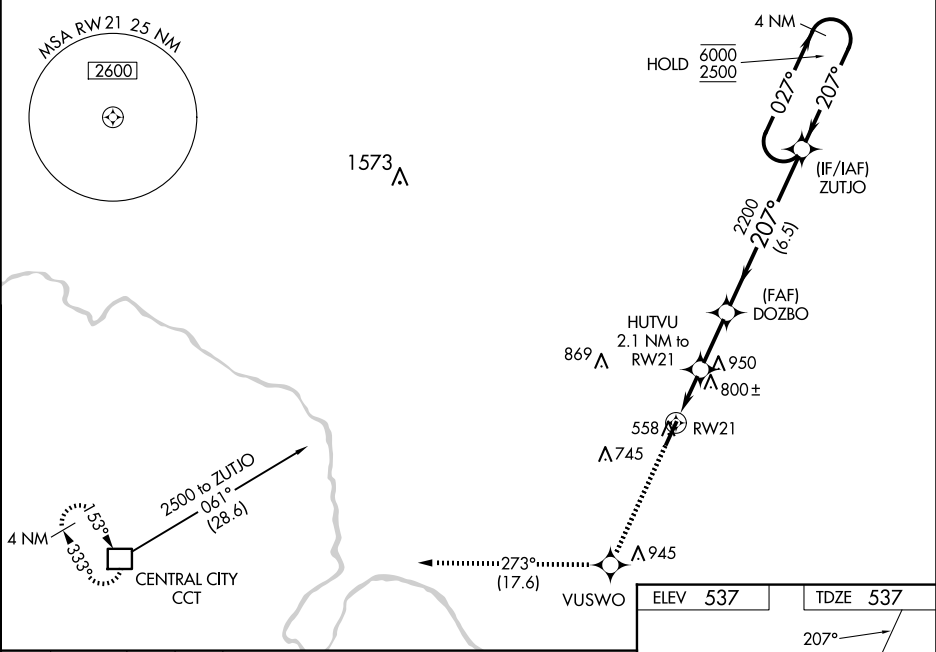 MSA RW21 25 NM
2600
4 NM
HOLD
6000
2500
027°
207°
(IF/IAF)
ZUTJO
1573
2200
207°
(6.5)
(FAF)
DOZBO
HUTVU
2.1 NM to
RW21
869
950
800±
558
RW21
745
2500 to ZUTJO
061°
(28.6)
4 NM
153°
333°
CENTRAL CITY
CCT
273°
(17.6)
945
VUSWO
ELEV 537
TDZE 537
207°